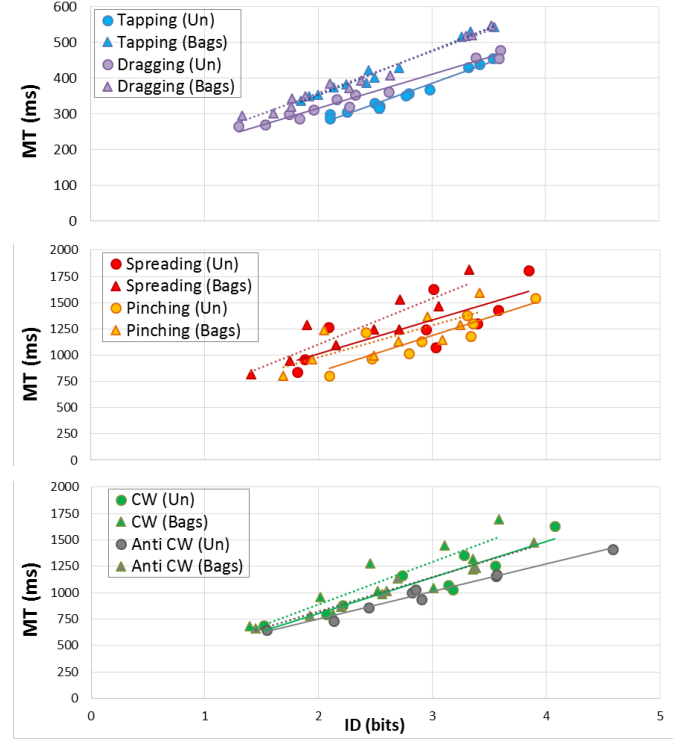 600
500
400
300
200
100
0
MT (ms)
Tapping (Un)
Tapping (Bags)
Dragging (Un)
Dragging (Bags)
2000
1750
1500
1250
1000
750
500
250
0
MT (ms)
Spreading (Un)
Spreading (Bags)
Pinching (Un)
Pinching (Bags)
2000
1750
1500
1250
1000
750
500
250
0
MT (ms)
CW (Un)
CW (Bags)
Anti CW (Un)
Anti CW (Bags)
0 1 2 3 4 5
ID (bits)